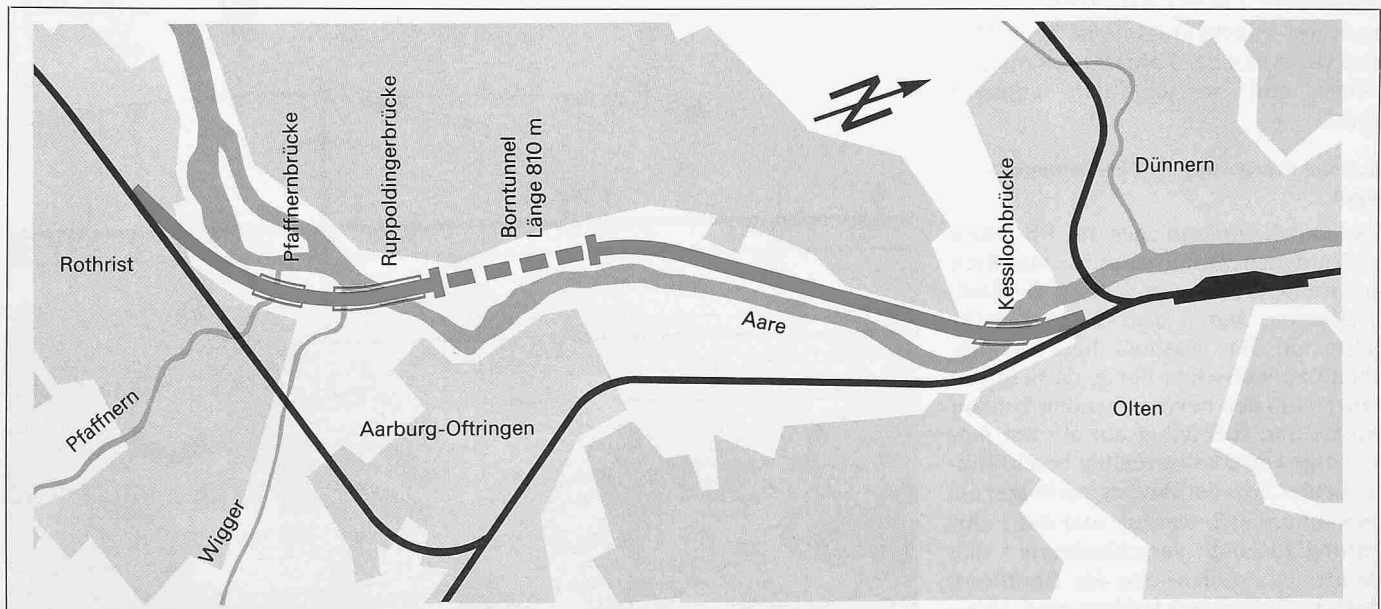 Pfaffnernbrücke
Ruppoldingerbrücke
Borntunnel
Länge 810 m
N
Kessilochbrücke
Dünnern
Rothrist
Aare
Pfaffnern
Wigger
Aarburg-Oftringen
Olten